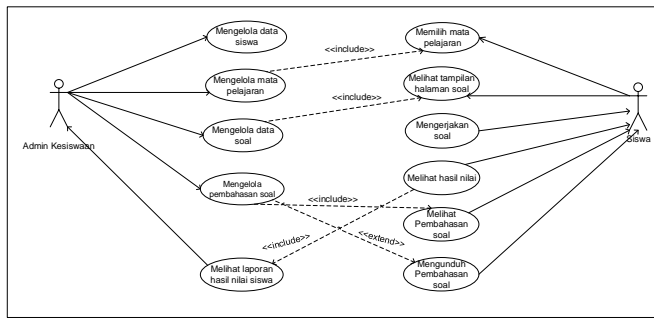 Mengelola data
siswa
Memilih mata
pelajaran
<<include>>
Mengelola mata
pelajaran
Melihat tampilan
halaman soal
<<include>>
Mengelola data
soal
Mengerjakan
soal
Admin Kesiswaan
Siswa
Mengelola
pembahasan soal
Melihat hasil nilai
<<include>>
Melihat
Pembahasan
soal
<<include>>
<<extend>>
Melihat laporan
hasil nilai siswa
Mengunduh
Pembahasan
soal